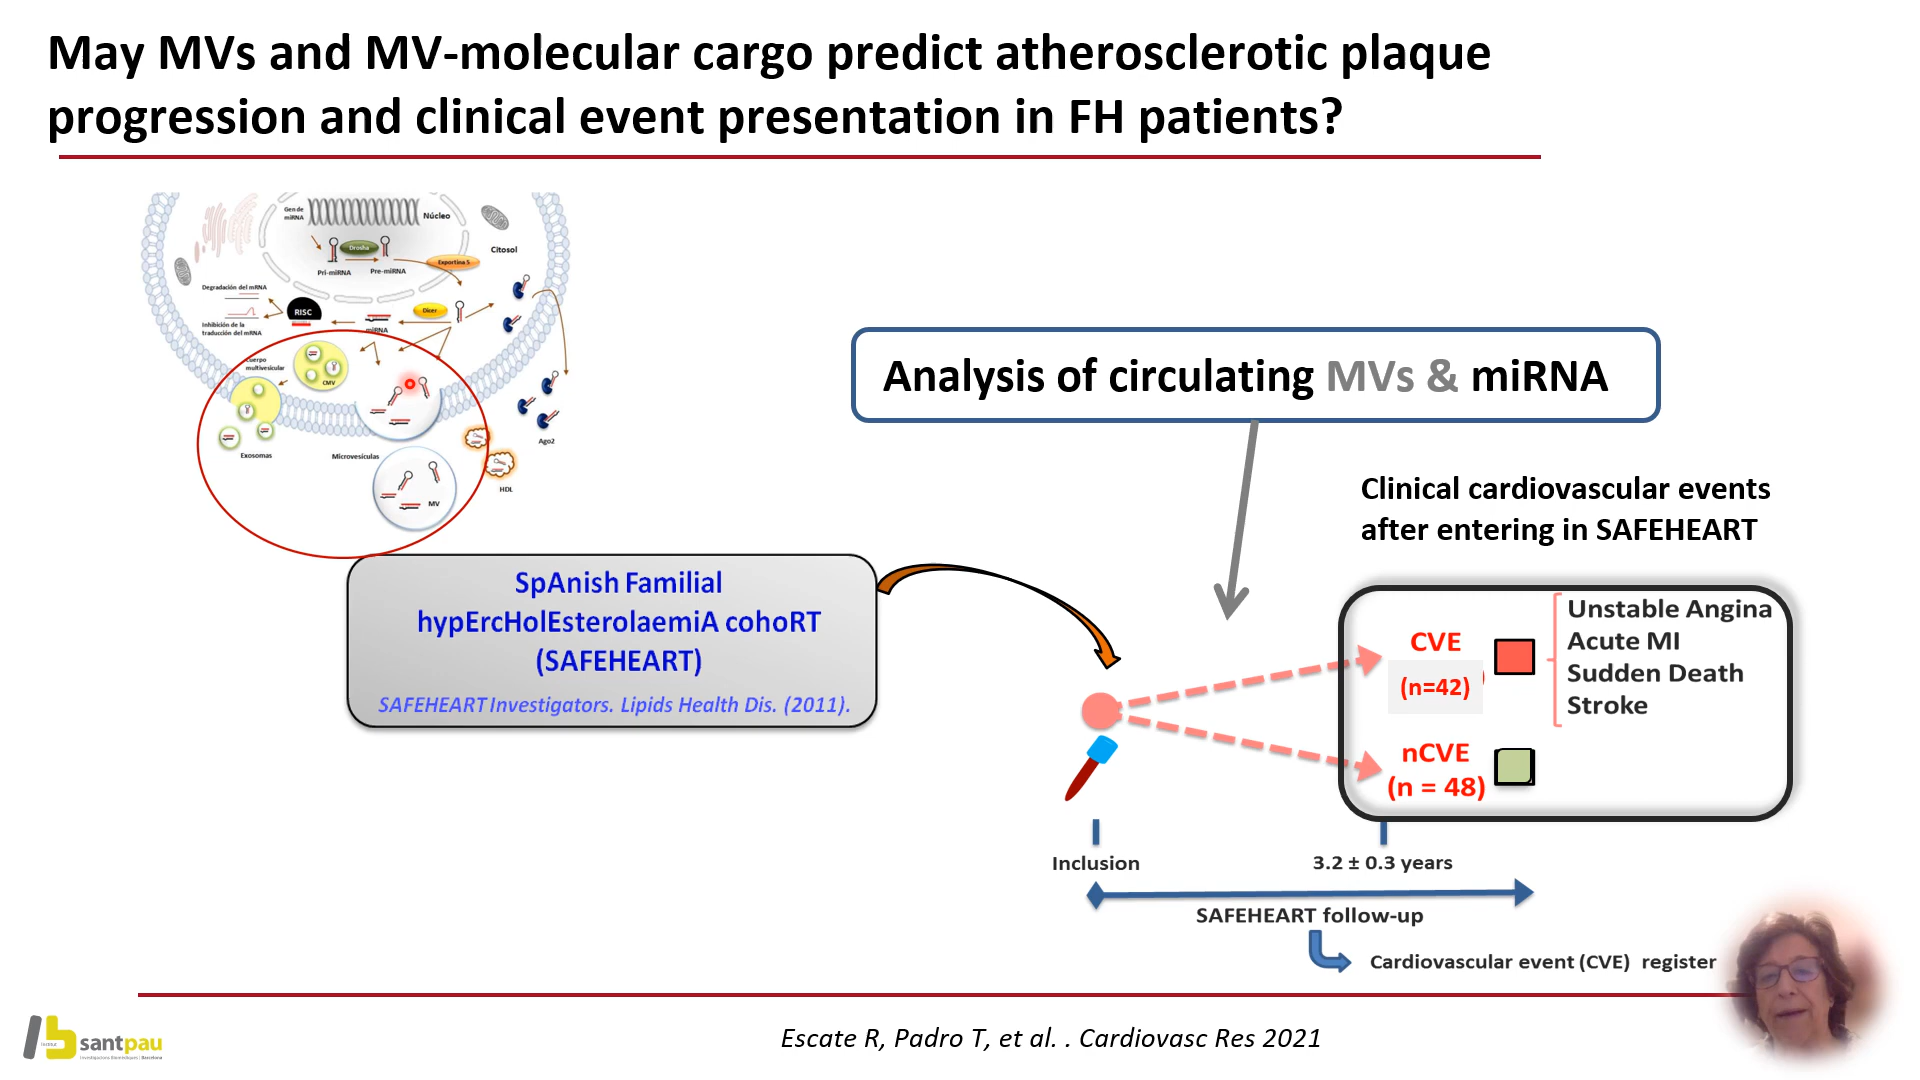 May MVs and MV-molecular cargo predict atherosclerotic plaque
progression and clinical event presentation in FH patients?
Gen de
miRNA
Núcleo
Citosol
Drosha
Pri-miRNA
Pre-miRNA
Exportina 5
Degradación del mRNA
RISC
Dicer
Inhibición de la
traducción del mRNA
miRNA
Cuerpo
multivesicular
CMV
Exosomas
Microvesículas
MV
HDL
Ago2
Analysis of circulating MVs & miRNA
Clinical cardiovascular events
after entering in SAFEHEART
SpAnish Familial
hypErcHolEsterolaemiA cohoRT
(SAFEHEART)
SAFEHEART Investigators. Lipids Health Dis. (2011).
CVE
(n=42)
Unstable Angina
Acute MI
Sudden Death
Stroke
nCVE
(n = 48)
Inclusion
3.2 ± 0.3 years
SAFEHEART follow-up
Cardiovascular event (CVE) register
santpau
Escate R, Padro T, et al. . Cardiovasc Res 2021